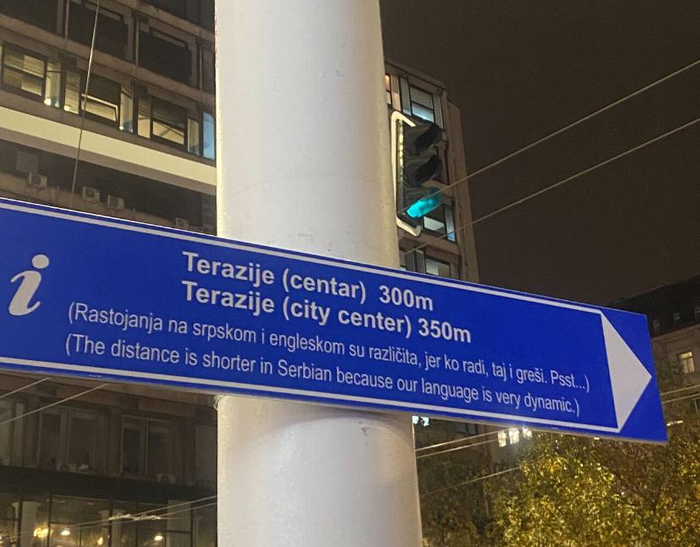 i
Terazije (centar) 300m
Terazije (city center) 350m
(Rastojanja na srpskom i engleskom su različita, jer ko radi, taj i greši. Psst...)
(The distance is shorter in Serbian because our language is very dynamic.)